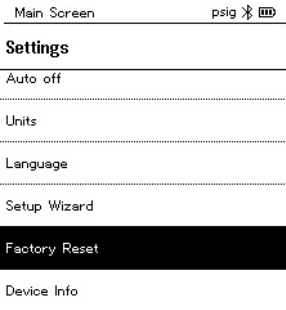 Main Screen psig
Settings
Auto off
Units
Language
Setup Wizard
Factory Reset
Device Info